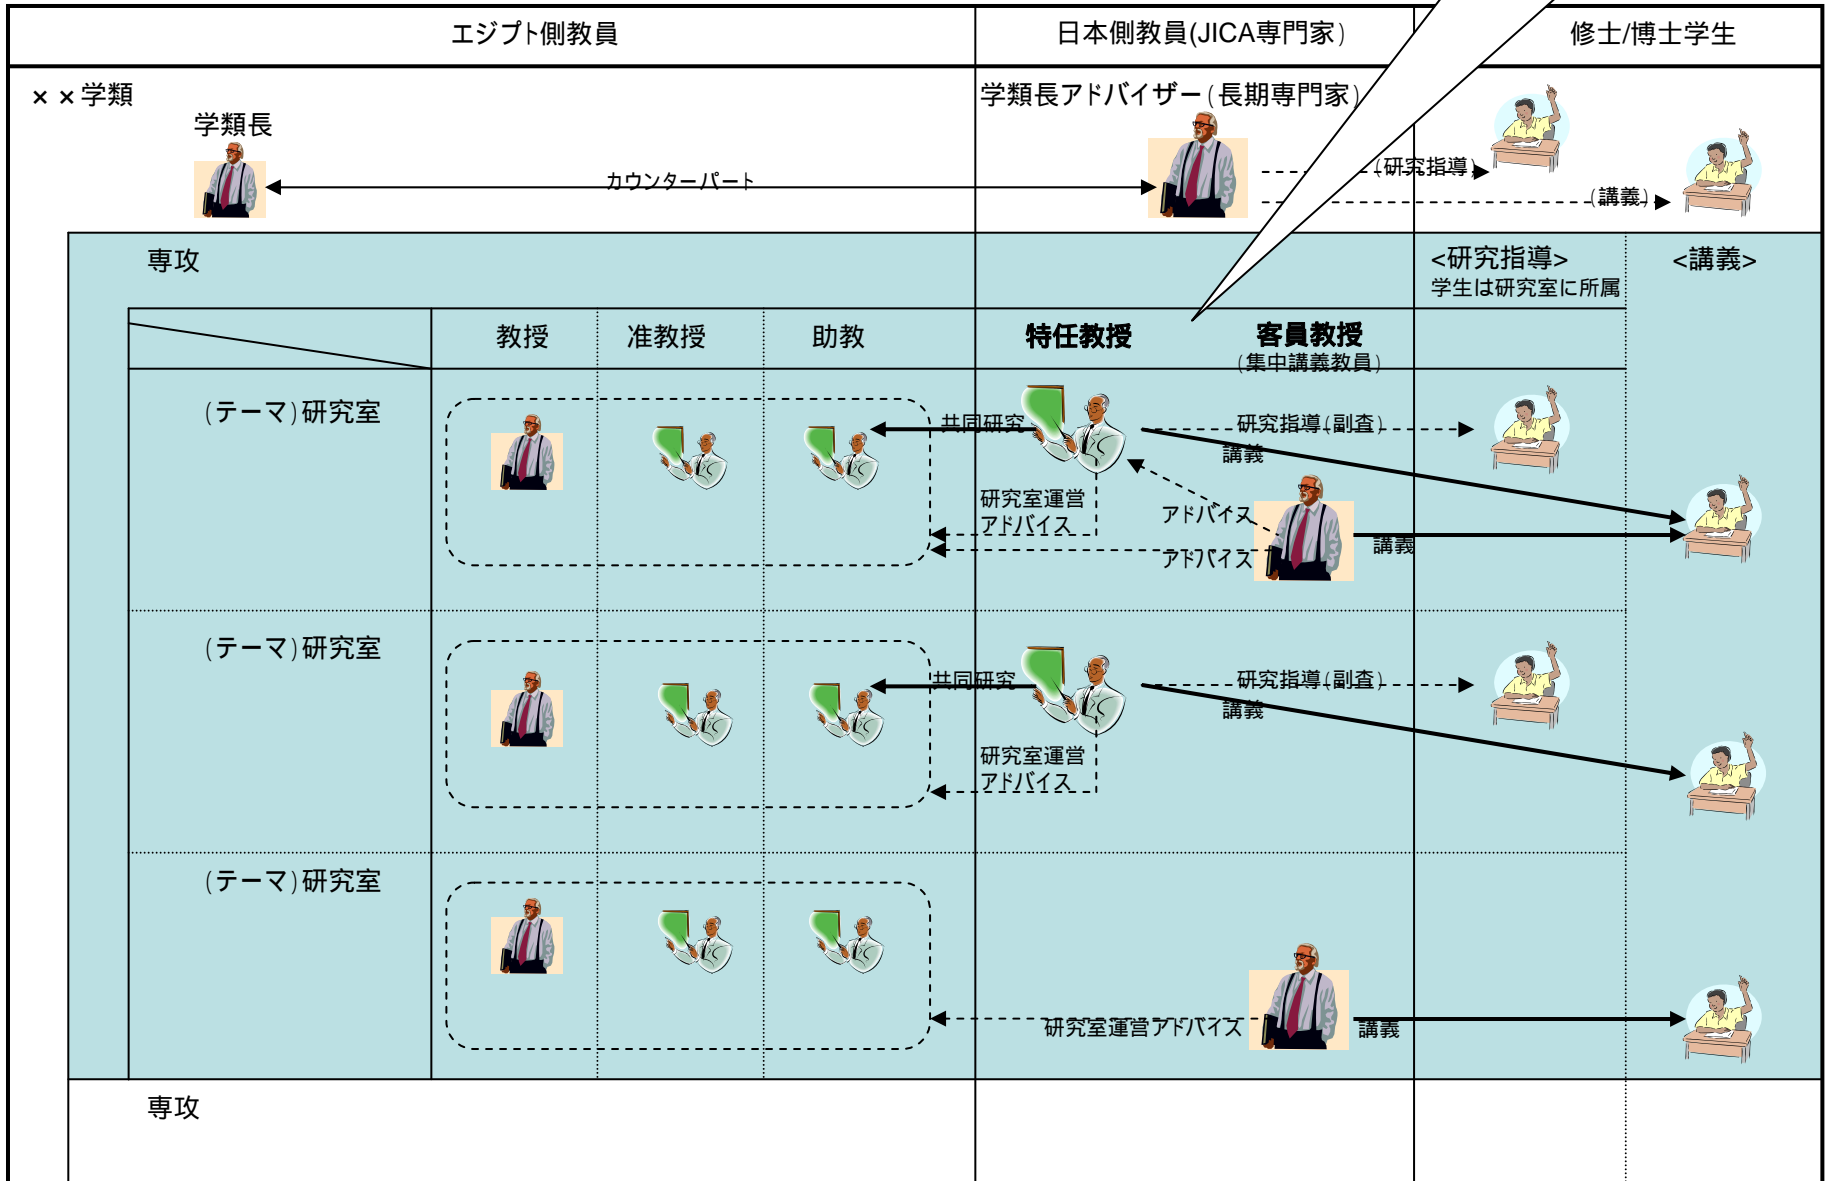 エジプト側教員
日本側教員(JICA専門家)
修士/博士学生
××学類
学類長
学類長アドバイザー(長期専門家)
カウンターパート
(研究指導)
(講義)
専攻
<研究指導>
学生は研究室に所属
<講義>
教授
准教授
助教
特任教授
客員教授
(集中講義教員)
(テーマ)研究室
共同研究
研究指導(副査)
講義
研究室運営
アドバイス
アドバイス
アドバイス
講義
(テーマ)研究室
共同研究
研究指導(副査)
講義
研究室運営
アドバイス
(テーマ)研究室
研究室運営アドバイス
講義
専攻